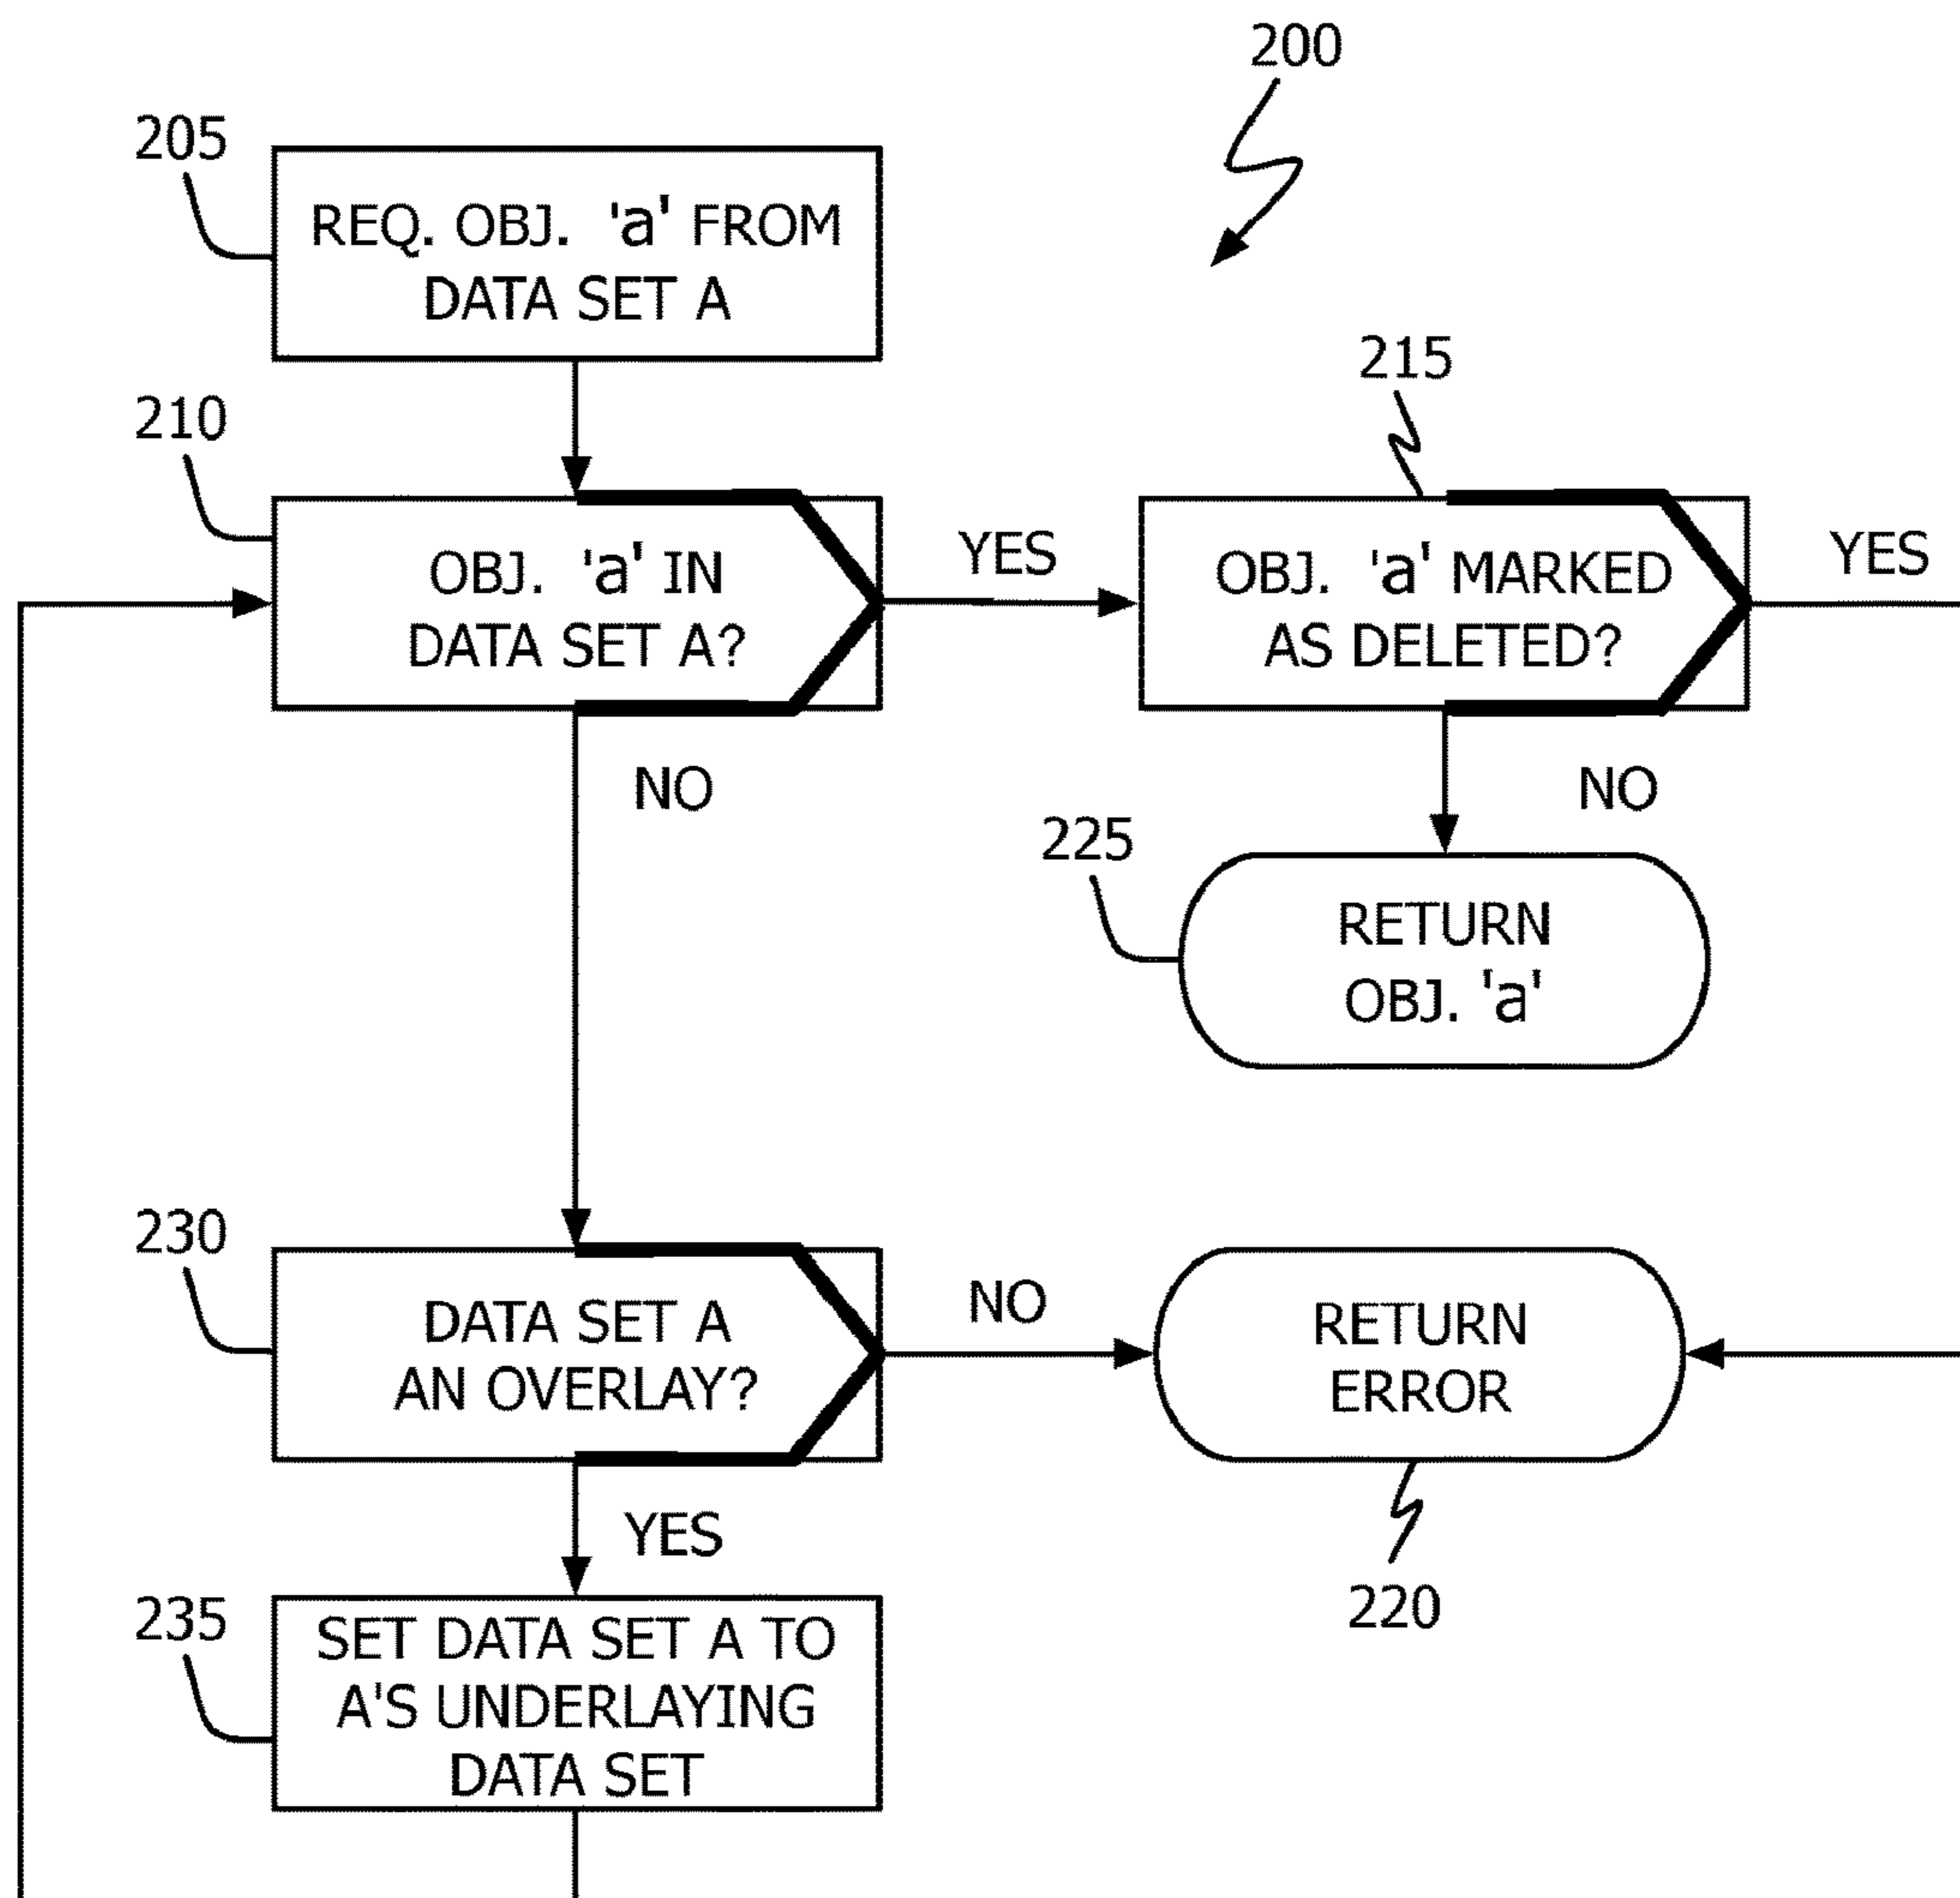 200
205
REQ. OBJ. 'a' FROM
DATA SET A
210
OBJ. 'a' IN
DATA SET A?
YES
215
OBJ. 'a' MARKED
AS DELETED?
YES
NO
NO
225
RETURN
OBJ. 'a'
230
DATA SET A
AN OVERLAY?
NO
RETURN
ERROR
220
YES
235
SET DATA SET A TO
A'S UNDERLAYING
DATA SET